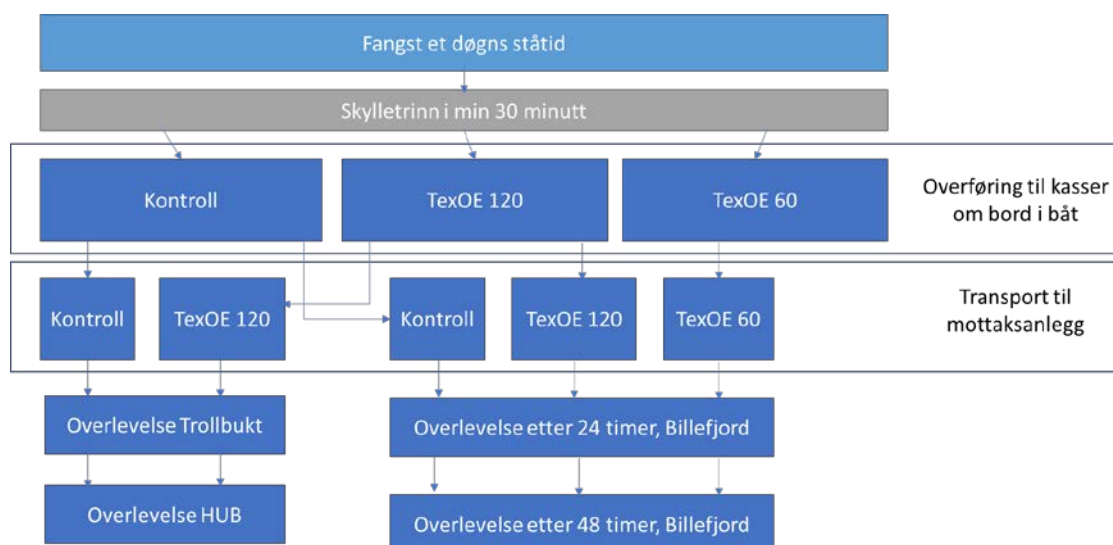 Fangst et døgns ståtid
Skylletrinn i min 30 minutt
Kontroll
TexOE 120
TexOE 60
Overføring til kasser
om bord i båt
Kontroll
TexOE 120
Kontroll
TexOE 120
TexOE 60
Transport til
mottaksanlegg
Overlevelse Trollbukt
Overlevelse etter 24 timer, Billefjord
Overlevelse HUB
Overlevelse etter 48 timer, Billefjord